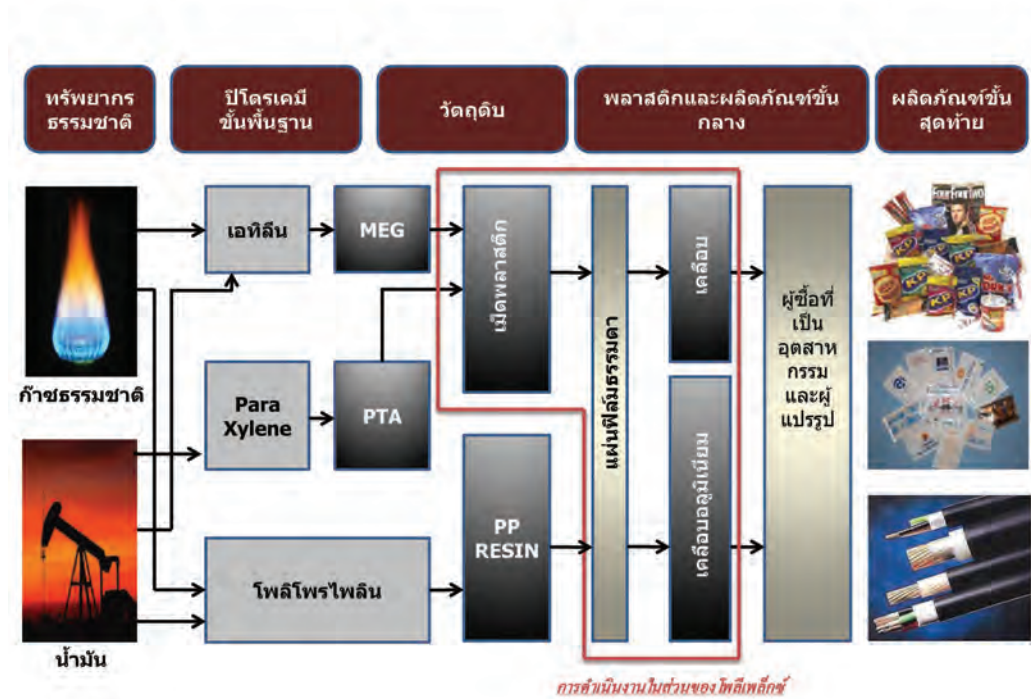 ทรัพยากร
ธรรมชาติ
ปิโตรเคมี
ขั้นพื้นฐาน
วัตถุดิบ
พลาสติกและผลิตภัณฑ์ขั้น
กลาง
ผลิตภัณฑ์ขั้น
สุดท้าย
เอทิลีน
MEG
เม็ดพลาสติก
แผ่นฟิล์มธรรมดา
เคลือบ
ผู้ซื้อที่
เป็น
อุตสาห
กรรม
และผู้
แปรรูป
ก๊าซธรรมชาติ
Para
Xylene
PTA
PP
RESIN
เคลือบอลูมิเนียม
โพลิโพรไพลิน
น้ำมัน
การดำเนินงานในส่วนของโพลีเพล็กซ์